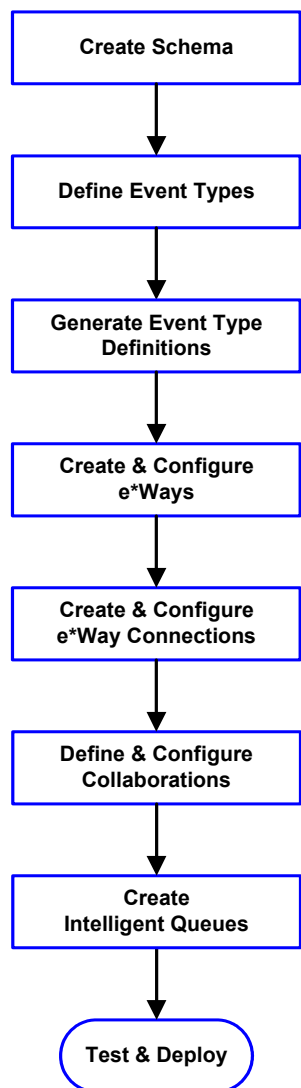 Create Schema
Define Event Types
Generate Event Type
Definitions
Create & Configure
e*Ways
Create & Configure
e*Way Connections
Define & Configure
Collaborations
Create
Intelligent Queues
Test & Deploy